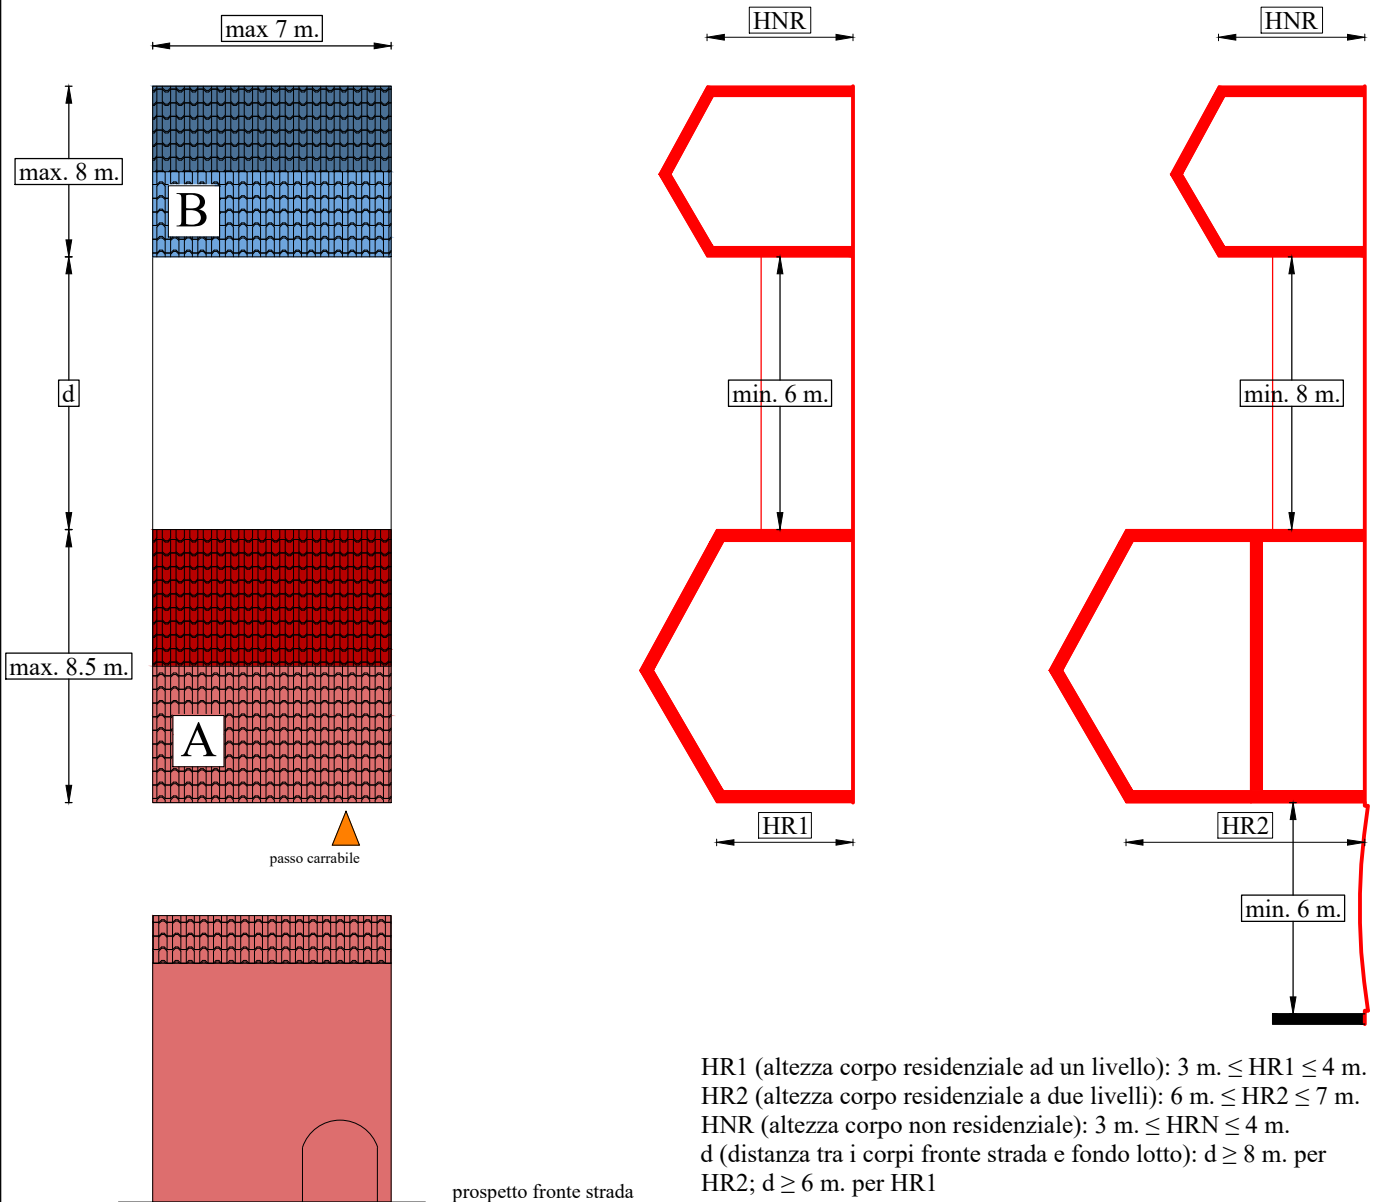 max 7 m.
HNR
HNR
max. 8 m.
B
d
min. 6 m.
min. 8 m.
max. 8.5 m.
A
HR1
HR2
passo carrabile
min. 6 m.
HR1 (altezza corpo residenziale ad un livello): 3 m. ≤ HR1 ≤ 4 m.
HR2 (altezza corpo residenziale a due livelli): 6 m. ≤ HR2 ≤ 7 m.
HNR (altezza corpo non residenziale): 3 m. ≤ HRN ≤ 4 m.
d (distanza tra i corpi fronte strada e fondo lotto): d ≥ 8 m. per
HR2; d ≥ 6 m. per HR1
prospetto fronte strada